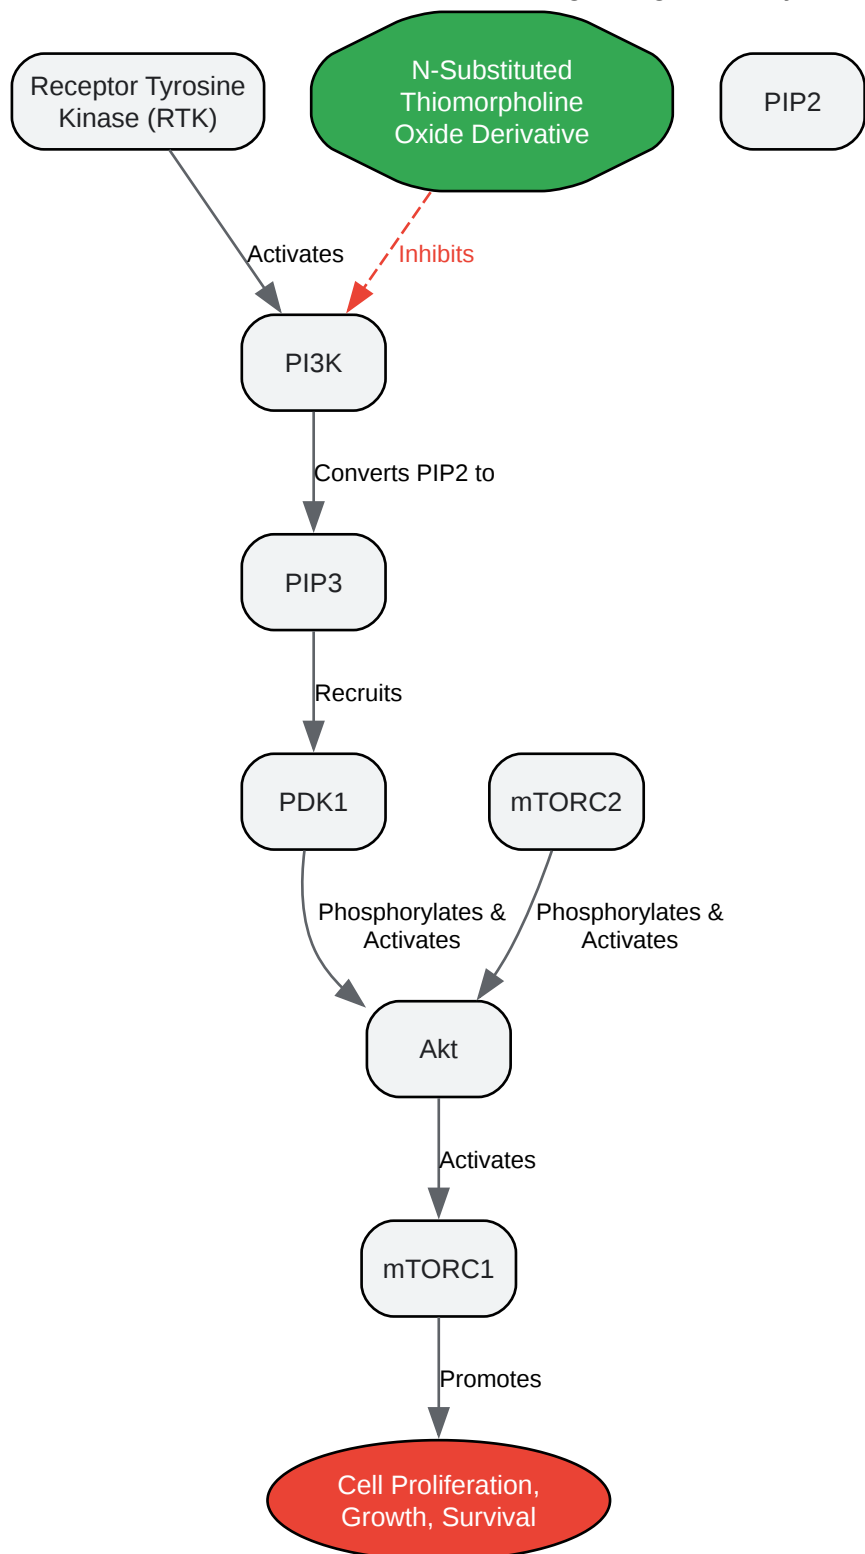 Receptor Tyrosine
Kinase (RTK)
N-Substituted
Thiomorpholine
Oxide Derivative
PIP2
Activates
Inhibits
PI3K
Converts PIP2 to
PIP3
Recruits
PDK1
mTORC2
Phosphorylates &
Activates
Phosphorylates &
Activates
Akt
Activates
mTORC1
Promotes
Cell Proliferation,
Growth, Survival